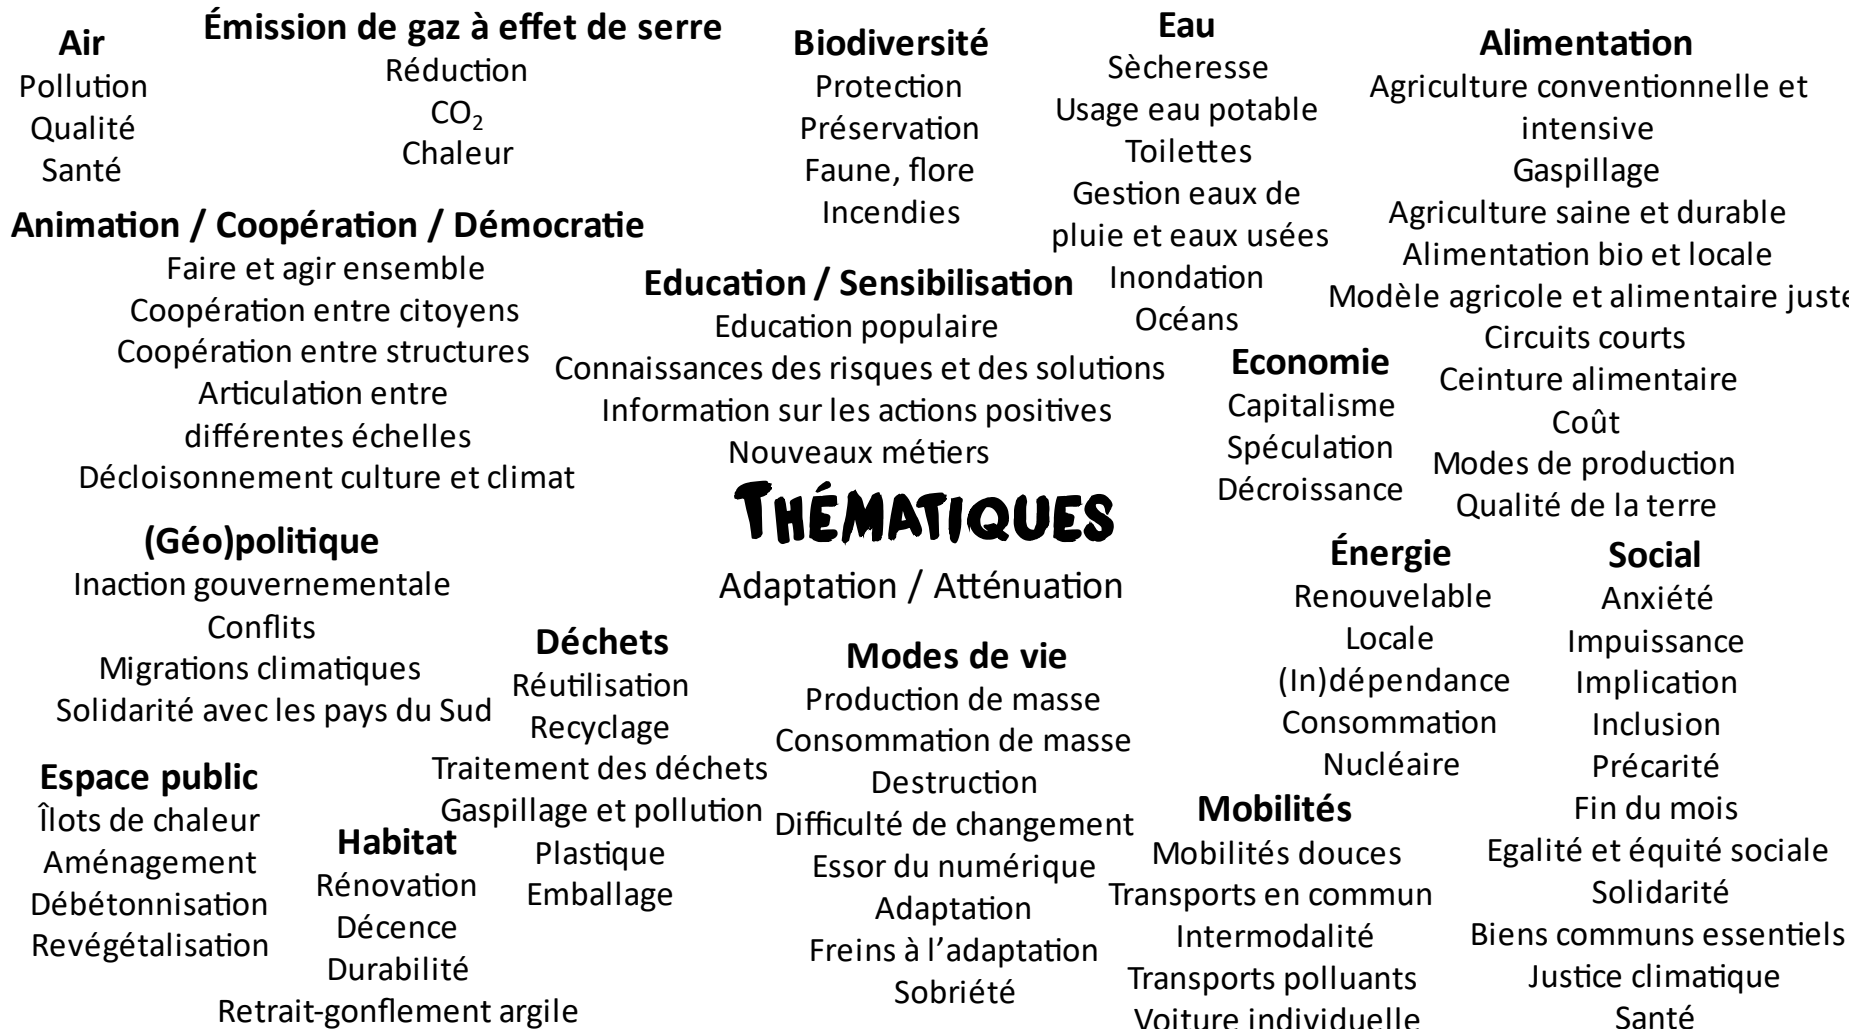 Air
Pollution
Qualité
Santé
Émission de gaz à effet de serre
Réduction
CO₂
Chaleur
Biodiversité
Protection
Préservation
Faune, flore
Incendies
Eau
Sècheresse
Usage eau potable
Toilettes
Gestion eaux de
pluie et eaux usées
Inondation
Océans
Alimentation
Agriculture conventionnelle et
intensive
Gaspillage
Agriculture saine et durable
Alimentation bio et locale
Modèle agricole et alimentaire juste
Circuits courts
Ceinture alimentaire
Coût
Modes de production
Qualité de la terre
Animation / Coopération / Démocratie
Faire et agir ensemble
Coopération entre citoyens
Coopération entre structures
Articulation entre
différentes échelles
Décloisonnement culture et climat
Education / Sensibilisation
Education populaire
Connaissances des risques et des solutions
Information sur les actions positives
Nouveaux métiers
Economie
Capitalisme
Spéculation
Décroissance
THÉMATIQUES
Adaptation / Atténuation
(Géo)politique
Inaction gouvernementale
Conflits
Migrations climatiques
Solidarité avec les pays du Sud
Déchets
Réutilisation
Recyclage
Traitement des déchets
Gaspillage et pollution
Plastique
Emballage
Modes de vie
Production de masse
Consommation de masse
Destruction
Difficulté de changement
Essor du numérique
Adaptation
Freins à l’adaptation
Sobriété
Énergie
Renouvelable
Locale
(In)dépendance
Consommation
Nucléaire
Social
Anxiété
Impuissance
Implication
Inclusion
Précarité
Fin du mois
Egalité et équité sociale
Solidarité
Biens communs essentiels
Justice climatique
Santé
Espace public
Îlots de chaleur
Aménagement
Débétonnisation
Revégétalisation
Habitat
Rénovation
Décence
Durabilité
Retrait-gonflement argile
Mobilités
Mobilités douces
Transports en commun
Intermodalité
Transports polluants
Voiture individuelle